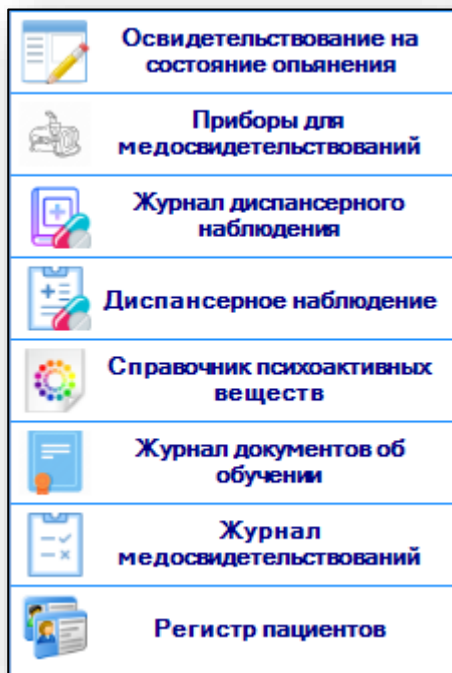 Освидетельствование на
состояние опьянения
Приборы для
медосвидетельствований
Журнал диспансерного
наблюдения
Диспансерное наблюдение
Справочник психоактивных
веществ
Журнал документов об
обучении
Журнал
медосвидетельствований
Регистр пациентов